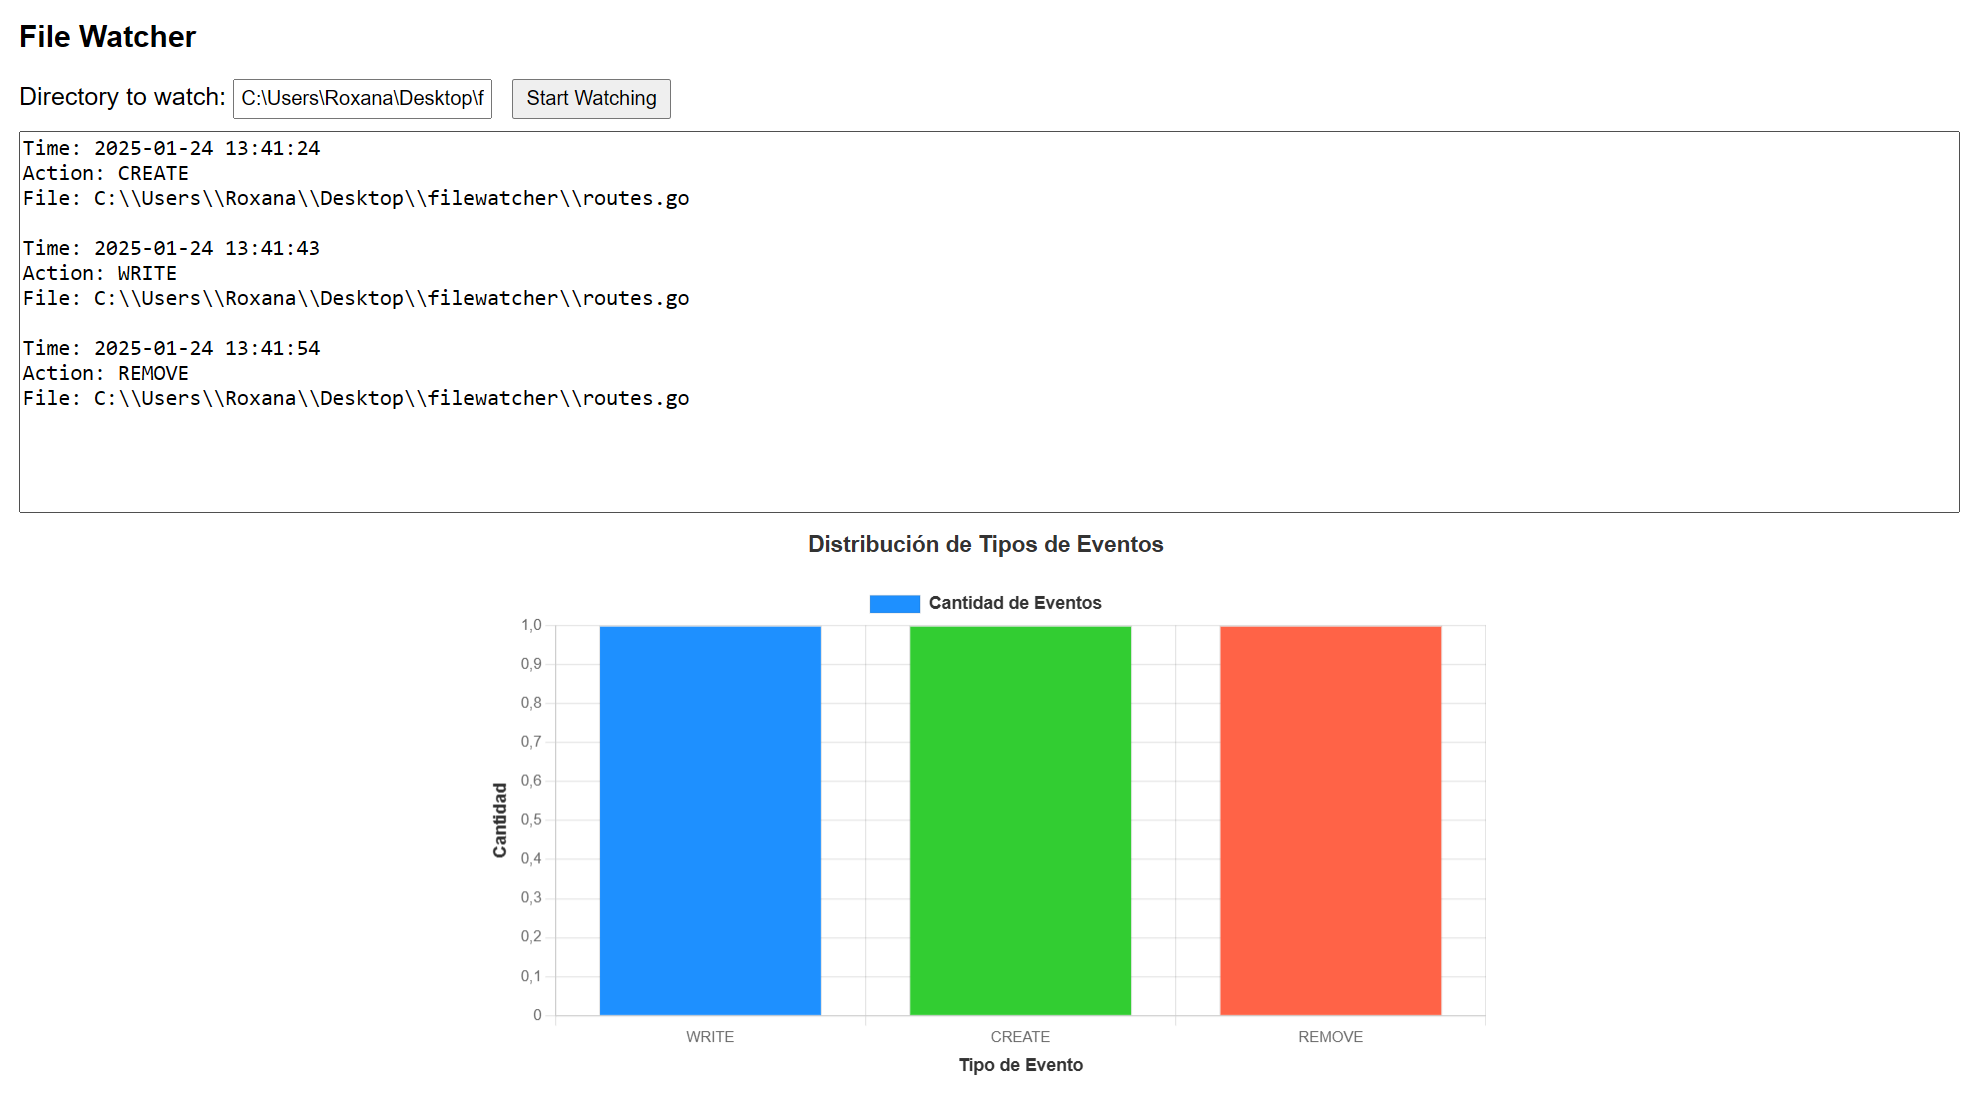 File Watcher
Directory to watch: C:\Users\Roxana\Desktop\f Start Watching
Time: 2025-01-24 13:41:24
Action: CREATE
File: C:\\Users\\Roxana\\Desktop\\filewatcher\\routes.go
Time: 2025-01-24 13:41:43
Action: WRITE
File: C:\\Users\\Roxana\\Desktop\\filewatcher\\routes.go
Time: 2025-01-24 13:41:54
Action: REMOVE
File: C:\\Users\\Roxana\\Desktop\\filewatcher\\routes.go
Distribución de Tipos de Eventos
Cantidad de Eventos
1,0
0,9
0,8
0,7
0,6
0,5
0,4
0,3
0,2
0,1
0
Cantidad
WRITE CREATE REMOVE
Tipo de Evento